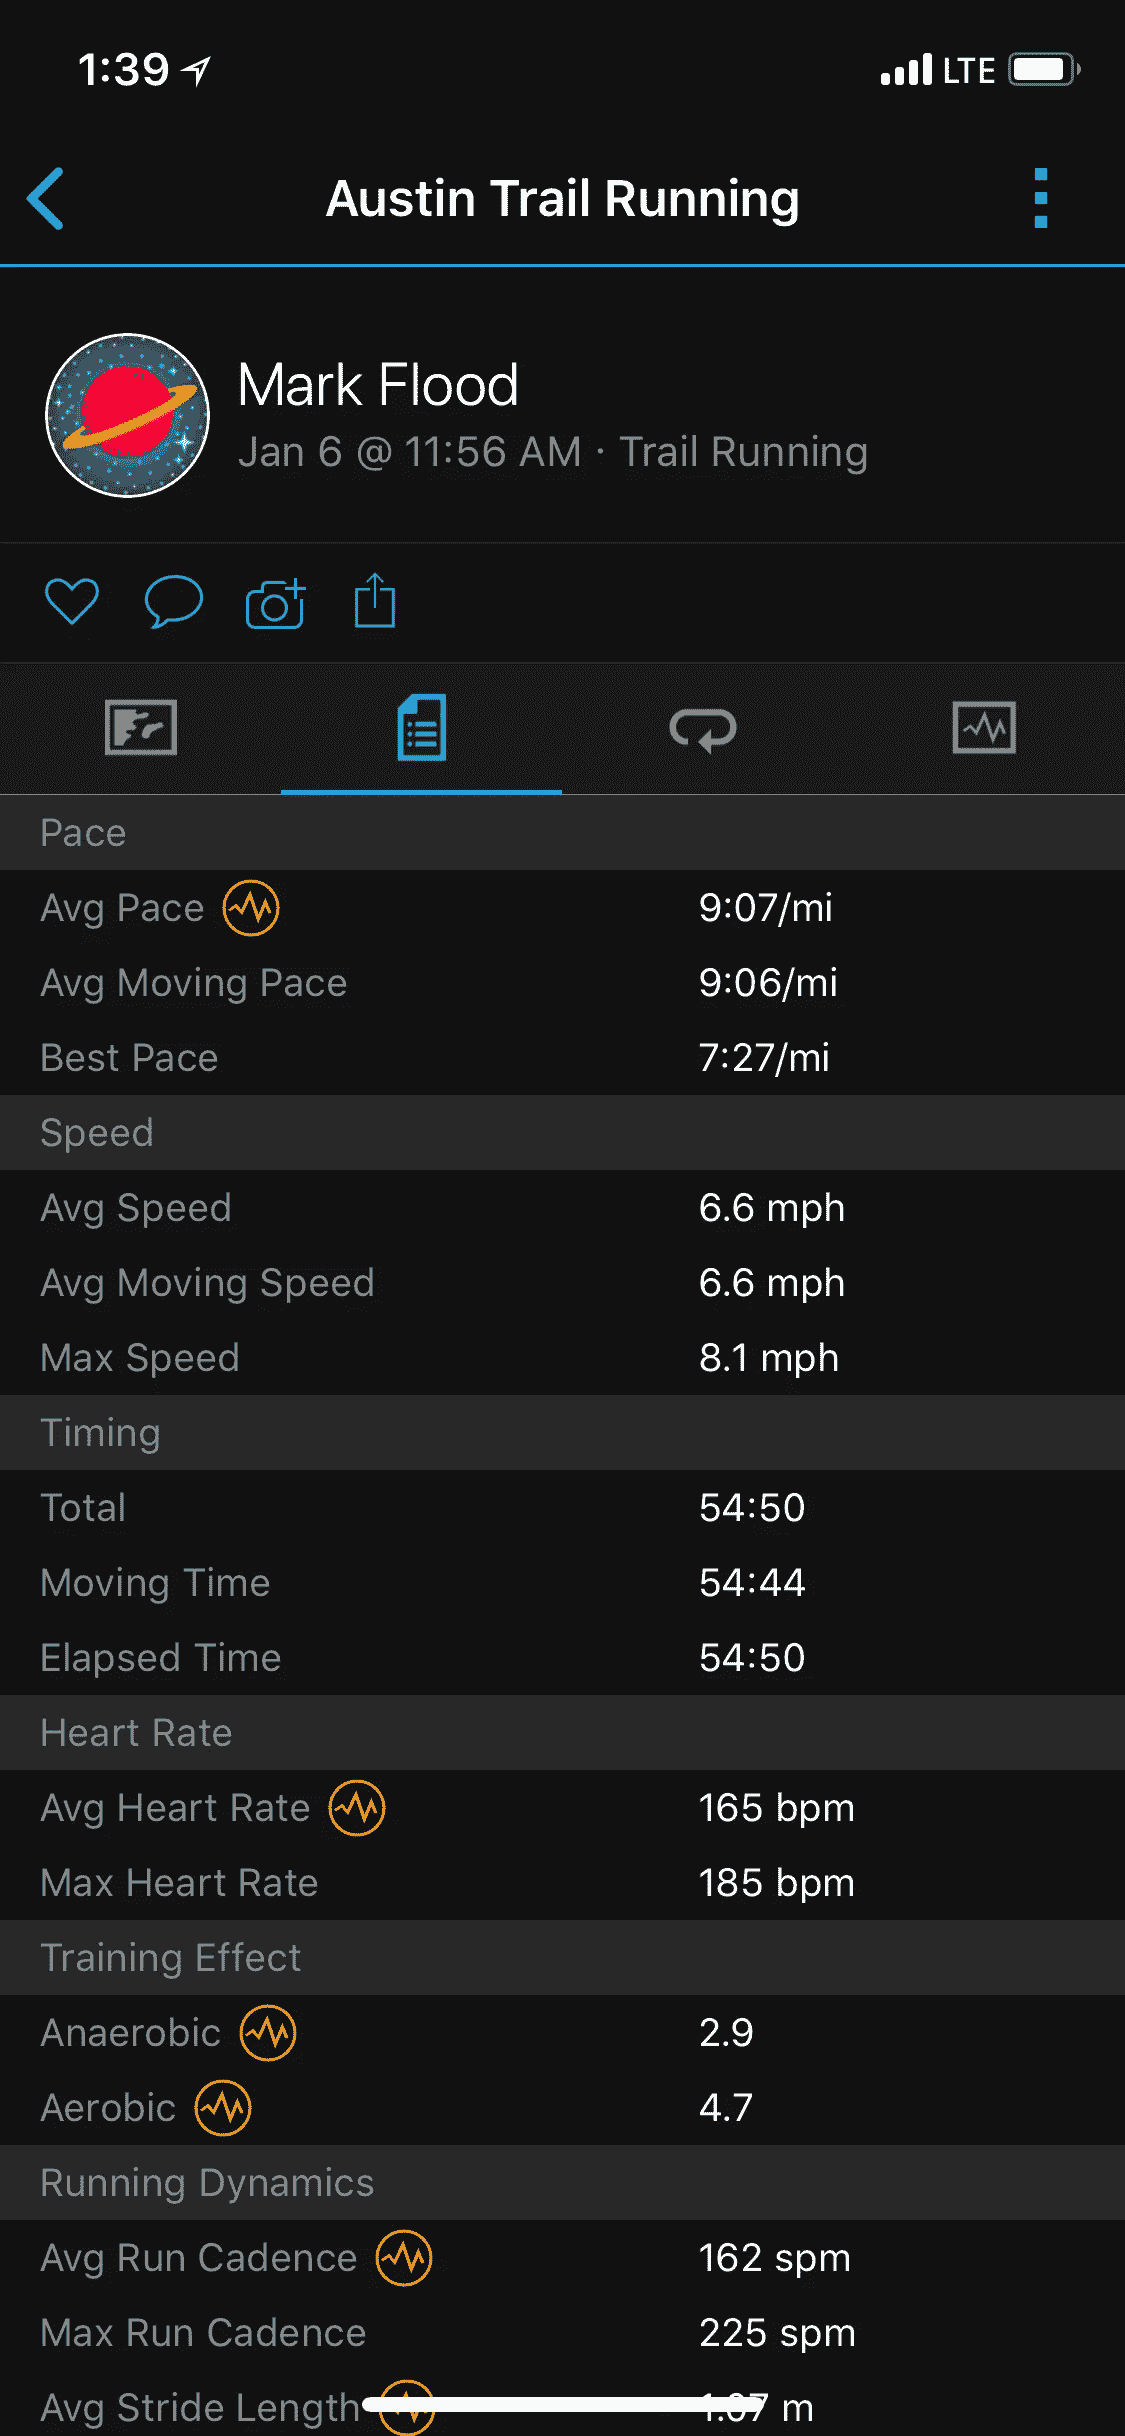 1:39 LTE
Austin Trail Running
Mark Flood
Jan 6 @ 11:56 AM · Trail Running
Pace
Avg Pace 9:07/mi
Avg Moving Pace 9:06/mi
Best Pace 7:27/mi
Speed
Avg Speed 6.6 mph
Avg Moving Speed 6.6 mph
Max Speed 8.1 mph
Timing
Total 54:50
Moving Time 54:44
Elapsed Time 54:50
Heart Rate
Avg Heart Rate 165 bpm
Max Heart Rate 185 bpm
Training Effect
Anaerobic 2.9
Aerobic 4.7
Running Dynamics
Avg Run Cadence 162 spm
Max Run Cadence 225 spm
Avg Stride Length m